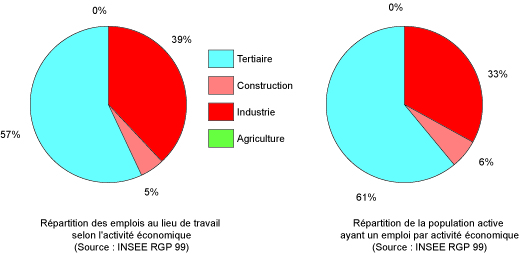 0%
39%
57%
5%
Tertiaire
Construction
Industrie
Agriculture
0%
33%
6%
61%
Répartition des emplois au lieu de travail
selon l'activité économique
(Source : INSEE RGP 99)
Répartition de la population active
ayant un emploi par activité économique
(Source : INSEE RGP 99)